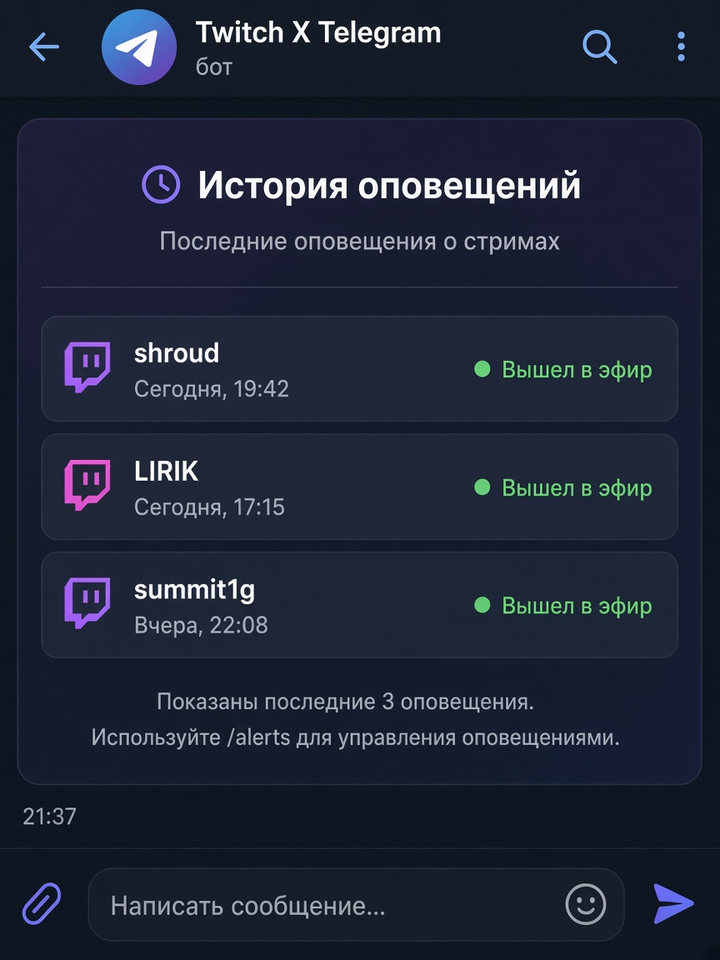 Twitch X Telegram
бот
История оповещений
Последние оповещения о стримах
shroud
Сегодня, 19:42
Вышел в эфир
LIRIK
Сегодня, 17:15
Вышел в эфир
summit1g
Вчера, 22:08
Вышел в эфир
Показаны последние 3 оповещения.
Используйте /alerts для управления оповещениями.
21:37
Написать сообщение...